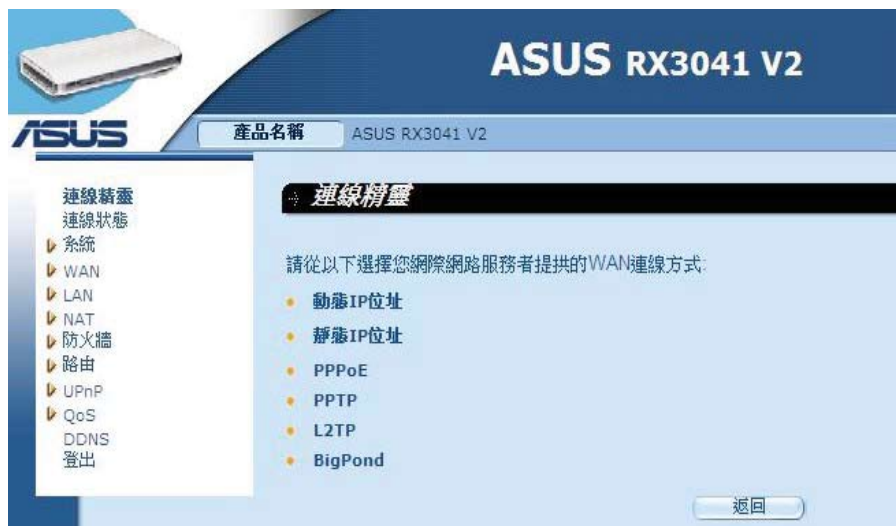 ASUS RX3041 V2
ASUS
產品名稱 ASUS RX3041 V2
連線精靈
連線狀態
系統
WAN
LAN
NAT
防火牆
路由
UPnP
QoS
DDNS
登出
連線精靈
請從以下選擇您網際網路服務者提拱的WAN連線方式:
動態IP位址
靜態IP位址
PPPoE
PPTP
L2TP
BigPond
返回